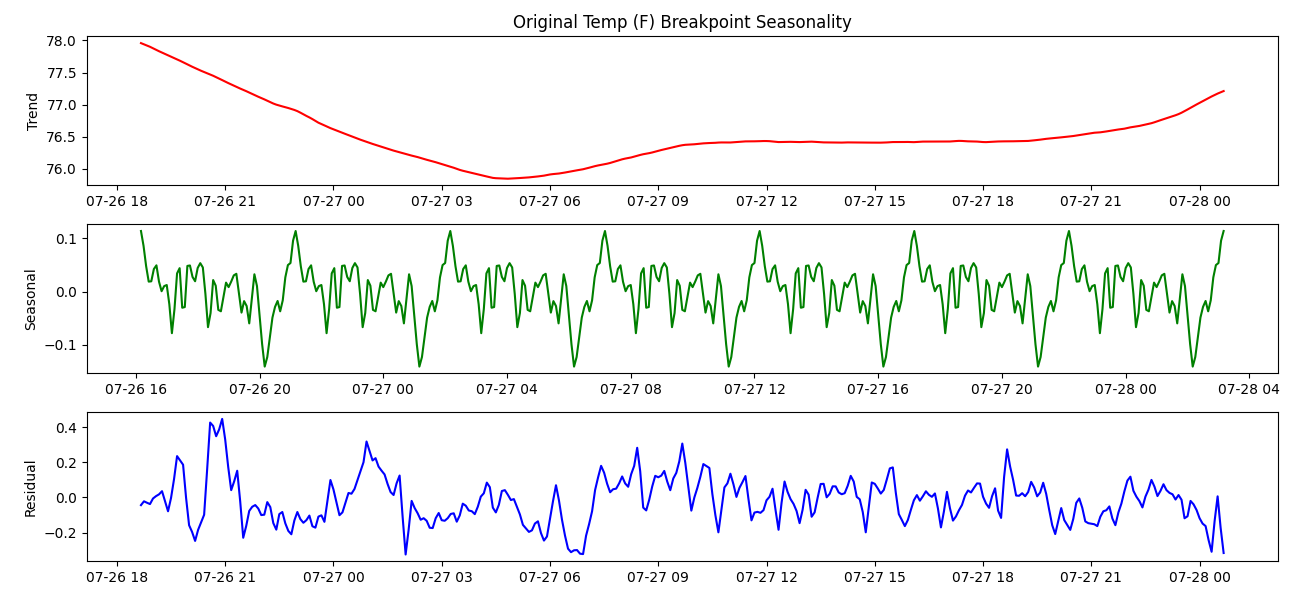 Original Temp (F) Breakpoint Seasonality
78.0
77.5
77.0
76.5
76.0
Trend
07-26 18 07-26 21 07-27 00 07-27 03 07-27 06 07-27 09 07-27 12 07-27 15 07-27 18 07-27 21 07-28 00
0.1
0.0
−0.1
Seasonal
07-26 16 07-26 20 07-27 00 07-27 04 07-27 08 07-27 12 07-27 16 07-27 20 07-28 00 07-28 04
0.4
0.2
0.0
−0.2
Residual
07-26 18 07-26 21 07-27 00 07-27 03 07-27 06 07-27 09 07-27 12 07-27 15 07-27 18 07-27 21 07-28 00